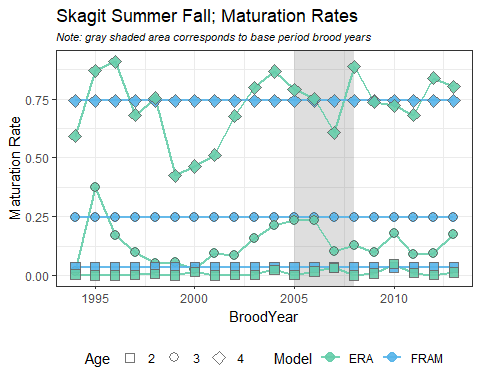 Skagit Summer Fall; Maturation Rates
Note: gray shaded area corresponds to base period brood years
Maturation Rate
0.75
0.50
0.25
0.00
1995 2000 2005 2010
BroodYear
Age 2 3 4 Model ERA FRAM